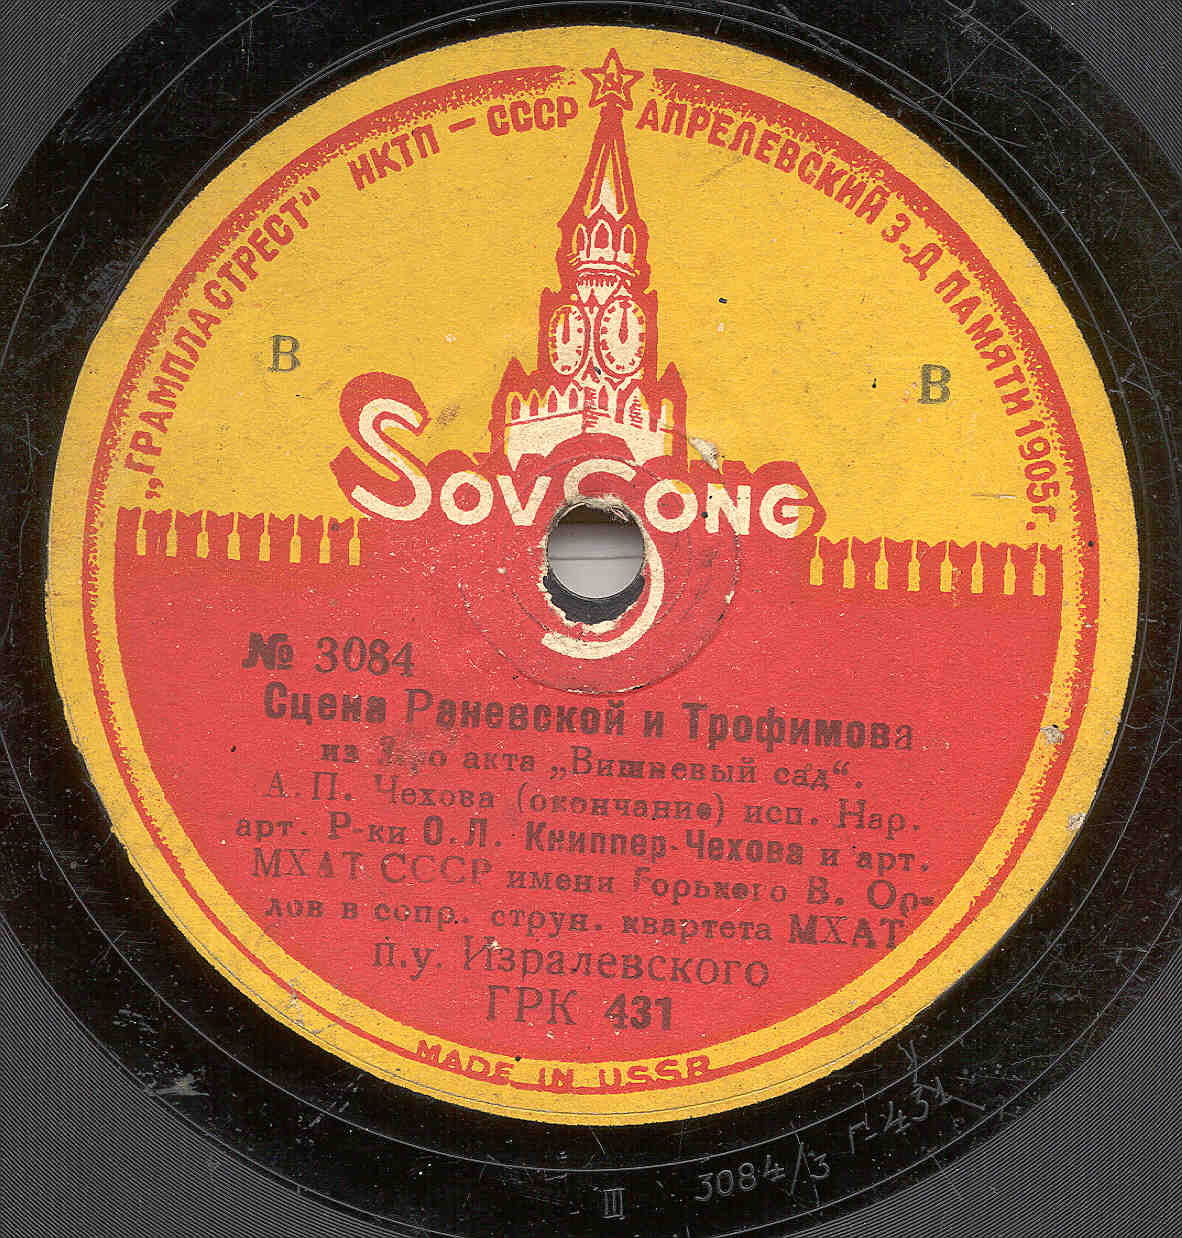 „ГРАМПЛАСТРЕСТ" НКТП – СССР АПРЕЛЕВСКИЙ З-Д ПАМЯТИ 1905 г.
В В
SovSong
№ 3084
Сцена Раневской и Трофимова
из 3-го акта „Вишневый сад“.
А. П. Чехова (окончание) исп. Нар.
арт. Р-ки О. Л. Книппер-Чехова и арт.
МХАТ СССР имени Горького В. Ор-
лов в сопр. струн. квартета МХАТ
п.у. Изралевского
ГРК 431
MADE IN USSR
III 3084/3 Г-431